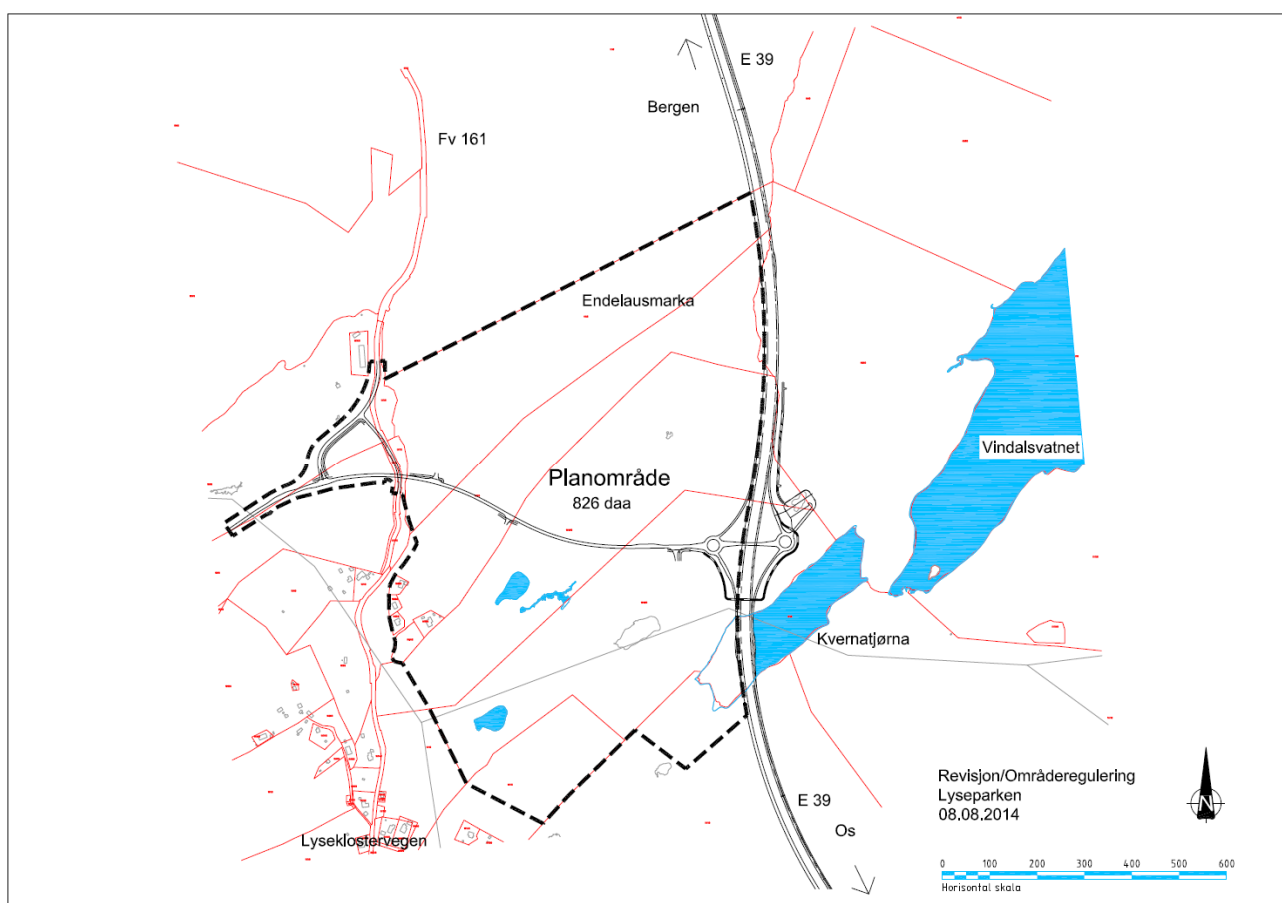 E 39
Bergen
Fv 161
Endelausmarka
Planområde
826 daa
Vindalsvatnet
Kvernatjørna
Revisjon/Områderegulering
Lyseparken
08.08.2014
N
E 39
Os
Lyseklostervegen
0 100 200 300 400 500 600
Horisontal skala